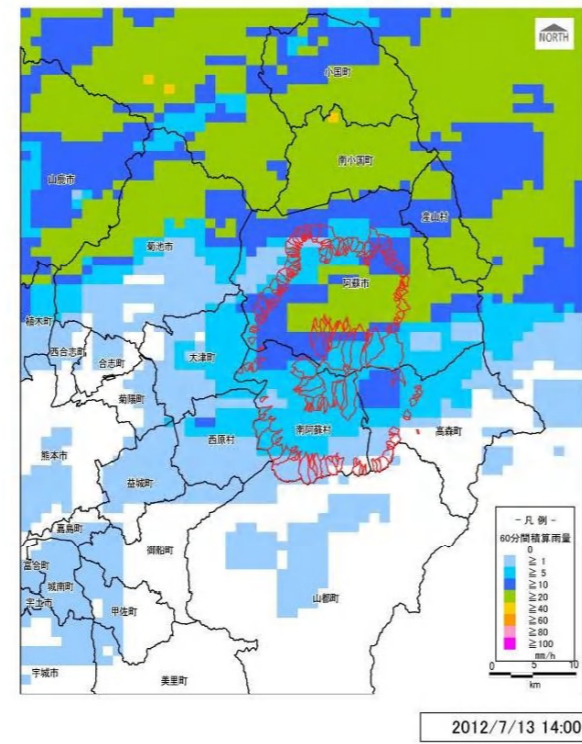 NORTH
小国町
南小国町
山鹿市
産山村
菊池市
阿蘇市
植木町
西合志町
合志町
大津町
菊陽町
西原村
南阿蘇村
高森町
熊本市
益城町
嘉島町
御船町
富合町
城南町
宇土市
甲佐町
山都町
宇城市
美里町
- 凡 例 -
60分間積算雨量
0
≧ 1
≧ 5
≧ 10
≧ 20
≧ 40
≧ 60
≧ 80
≧ 100
mm/h
0 5 10
km
2012/7/13 14:00